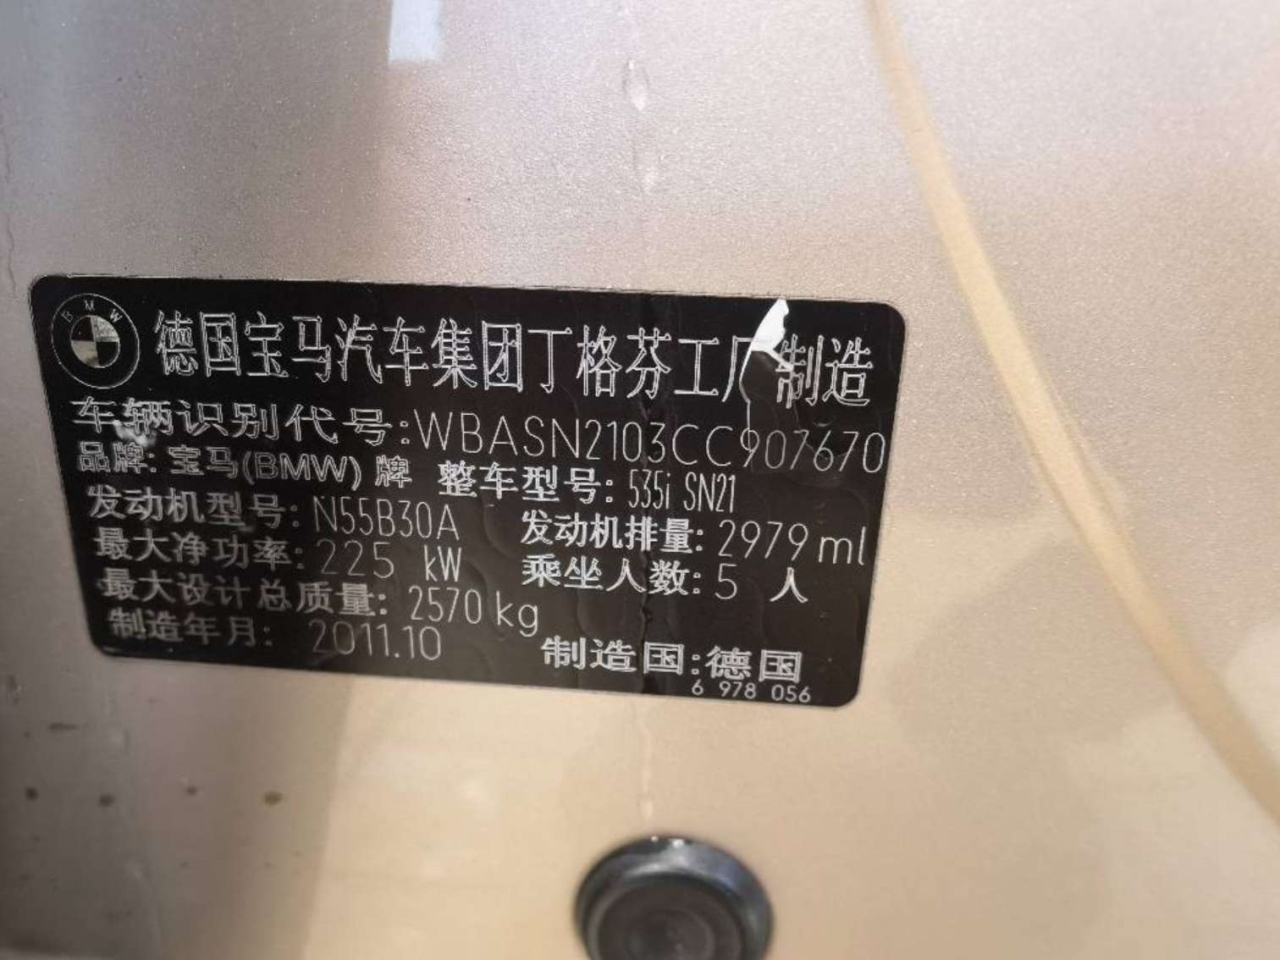 BMW
德国宝马汽车集团丁格芬工厂制造
车辆识别代号:WBASN2103CC907670
品牌: 宝马(BMW) 牌 整车型号: 535i SN21
发动机型号: N55B30A 发动机排量: 2979 ml
最大净功率: 225 kW 乘坐人数: 5 人
最大设计总质量: 2570 kg
制造年月: 2011.10 制造国: 德国
6 978 056